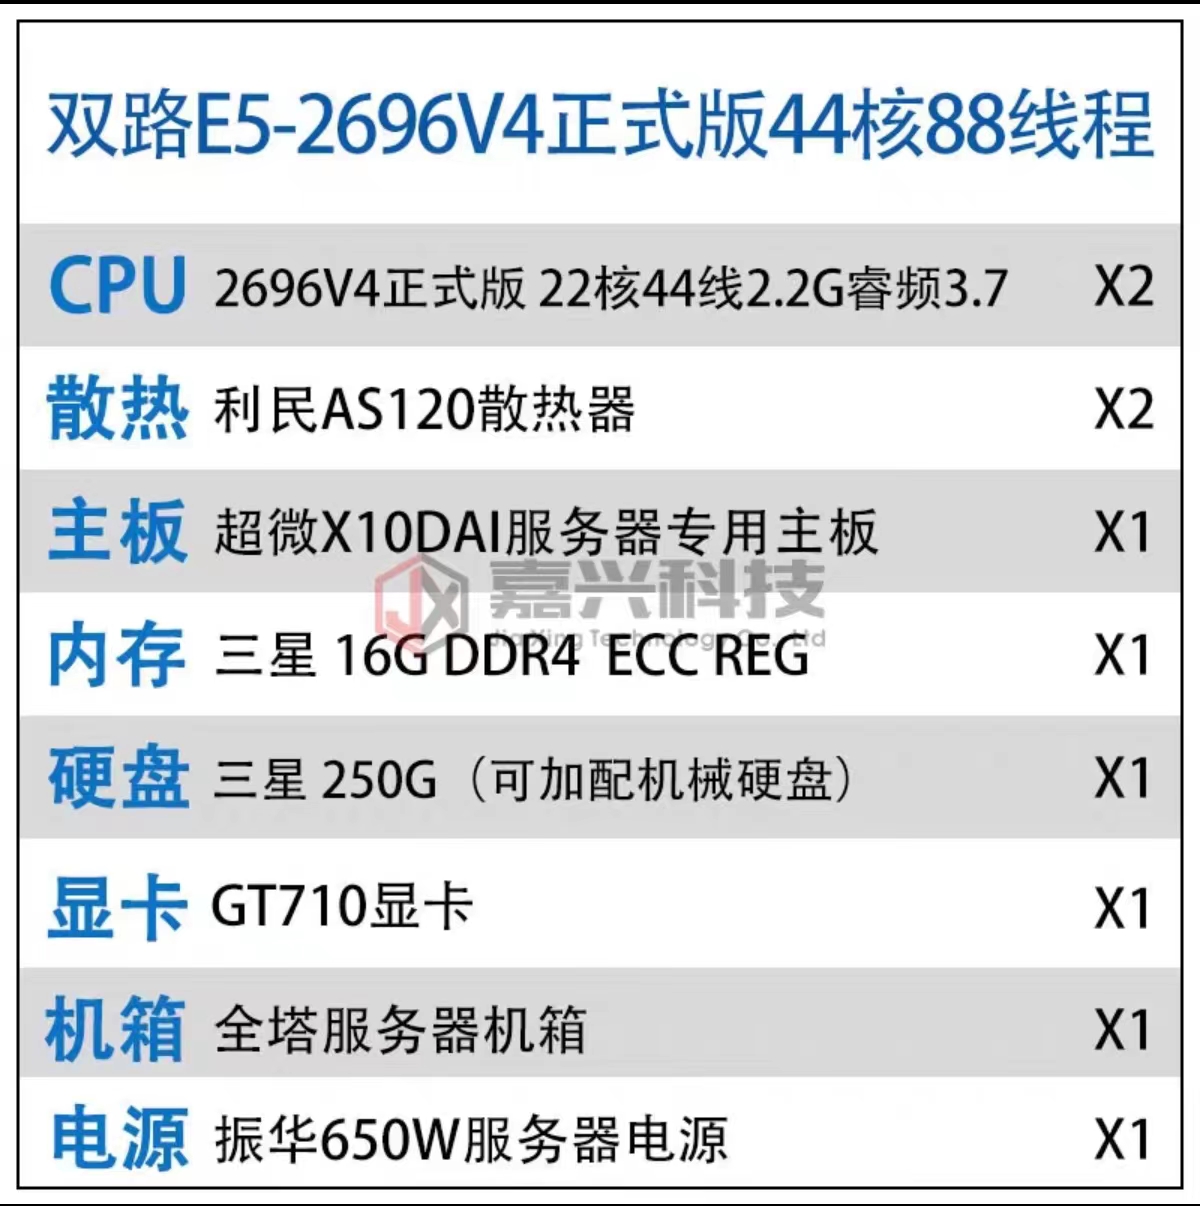 双路E5-2696V4正式版44核88线程
CPU 2696V4正式版 22核44线2.2G睿频3.7 X2
散热 利民AS120散热器 X2
主板 超微X10DAI服务器专用主板 X1
嘉兴科技
JiaXing Technology Co., Ltd
内存 三星 16G DDR4 ECC REG X1
硬盘 三星 250G（可加配机械硬盘） X1
显卡 GT710显卡 X1
机箱 全塔服务器机箱 X1
电源 振华650W服务器电源 X1